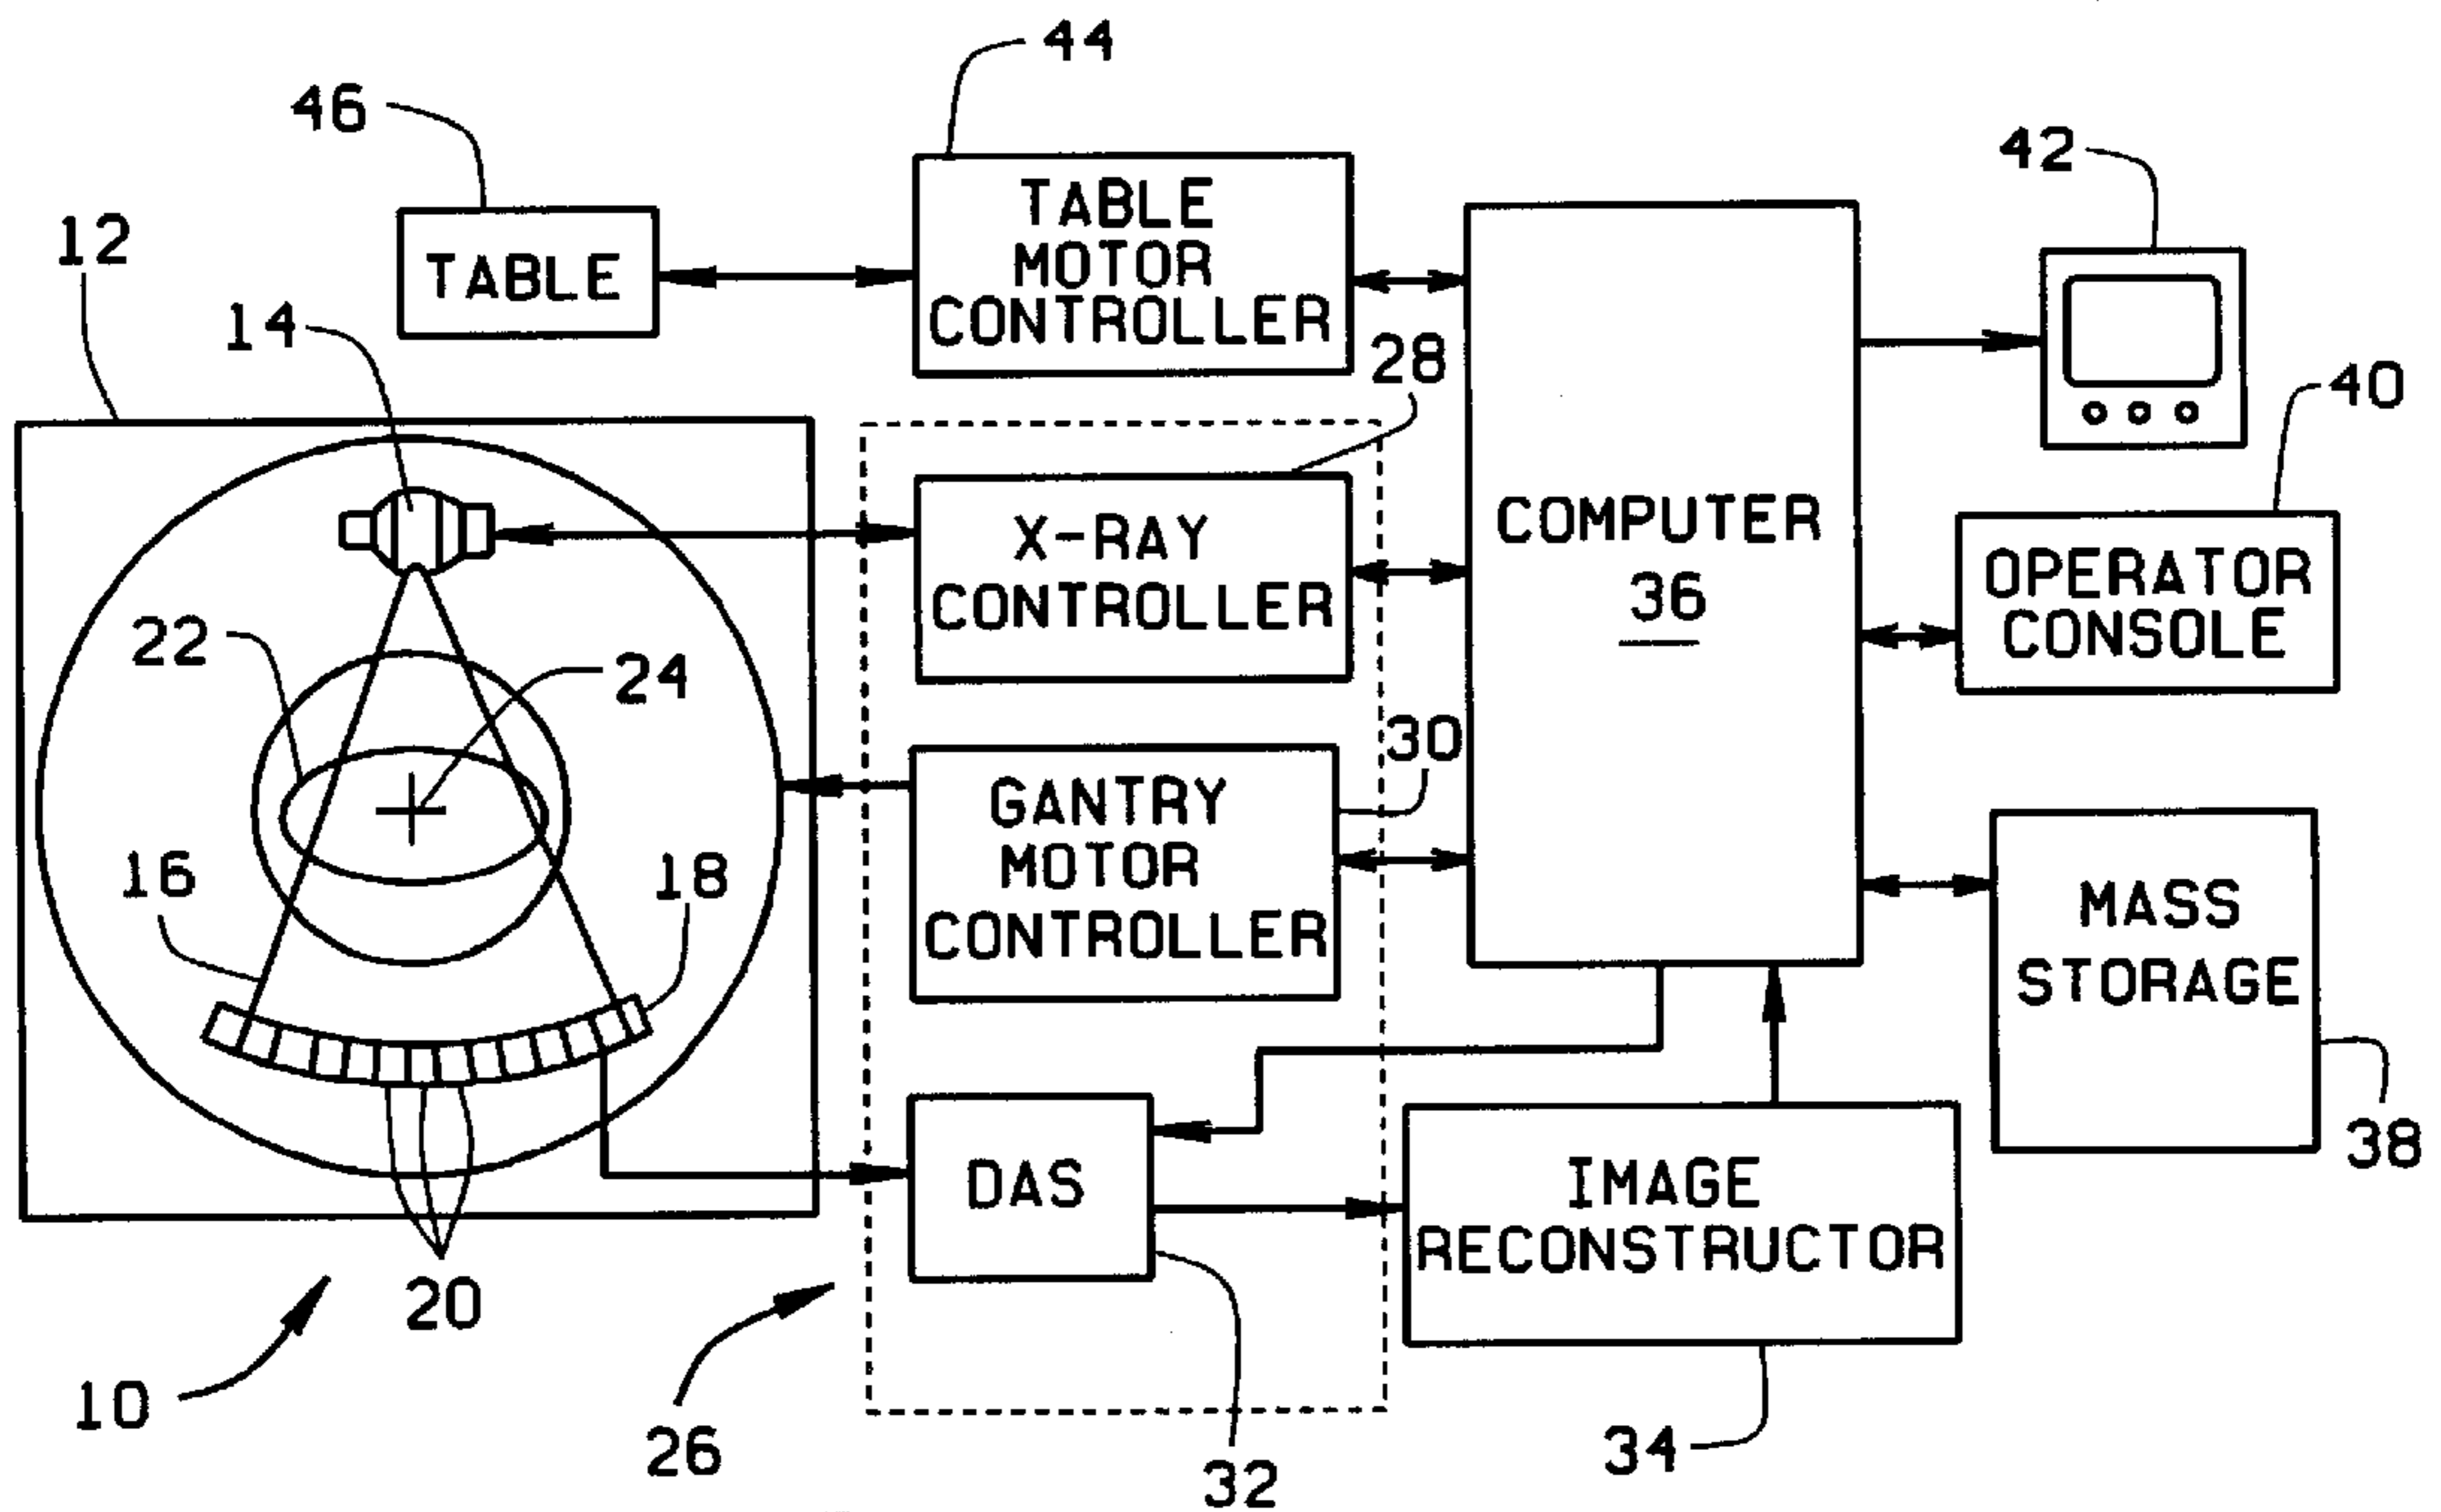 44
46
42
12
TABLE
MOTOR
CONTROLLER
TABLE
14
28
40
X-RAY
CONTROLLER
COMPUTER
36
OPERATOR
CONSOLE
22
24
30
GANTRY
MOTOR
CONTROLLER
16
18
MASS
STORAGE
38
DAS
IMAGE
RECONSTRUCTOR
20
10
26
32
34